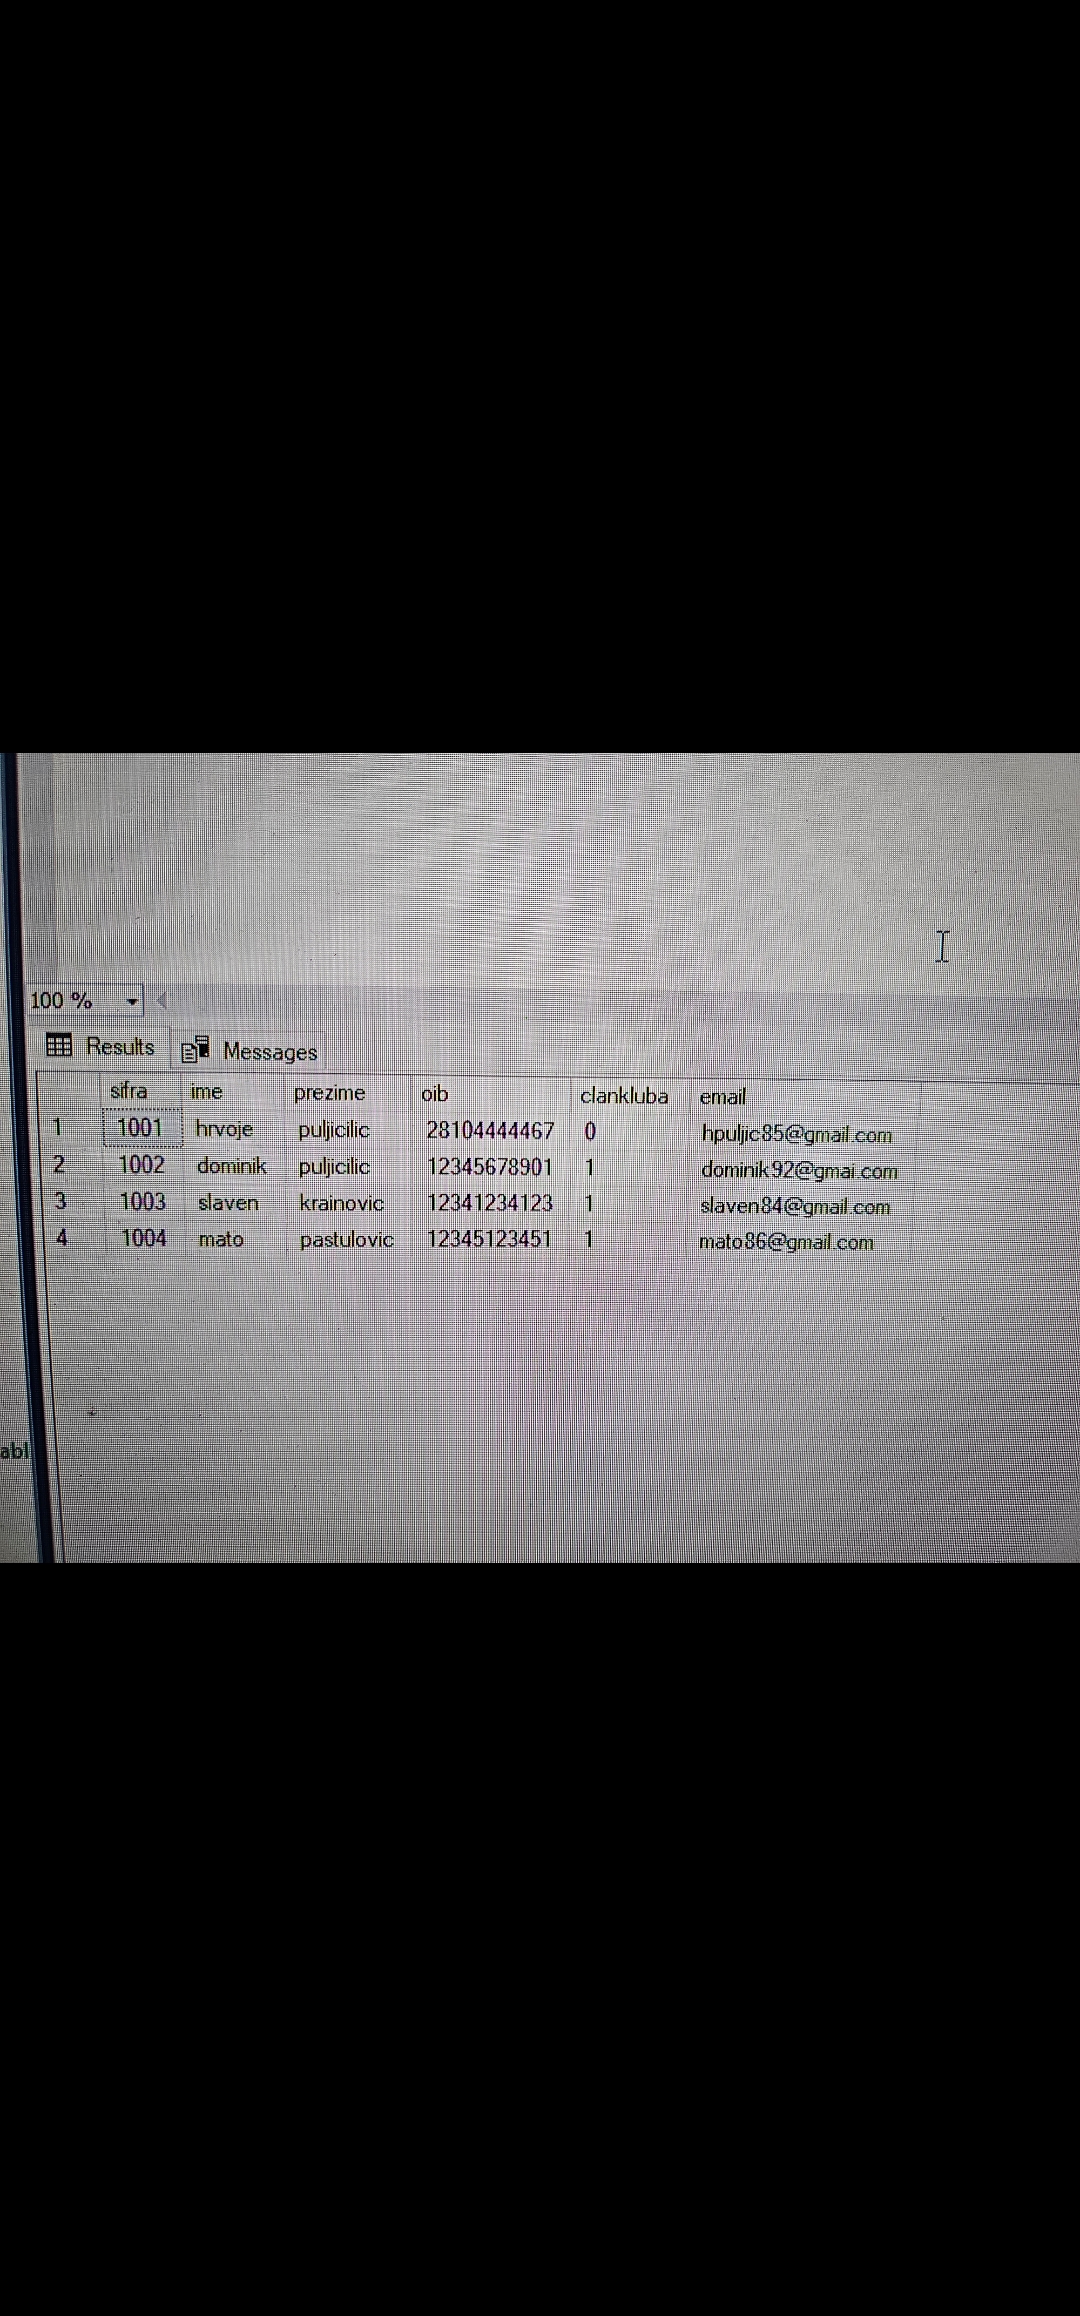 100 %
Results Messages
sifra ime prezime oib clankluba email
1 1001 hrvoje puljicilic 28104444467 0 hpuljic85@gmail.com
2 1002 dominik puljicilic 12345678901 1 dominik92@gmai.com
3 1003 slaven krainovic 12341234123 1 slaven84@gmail.com
4 1004 mato pastulovic 12345123451 1 mato86@gmail.com
abl